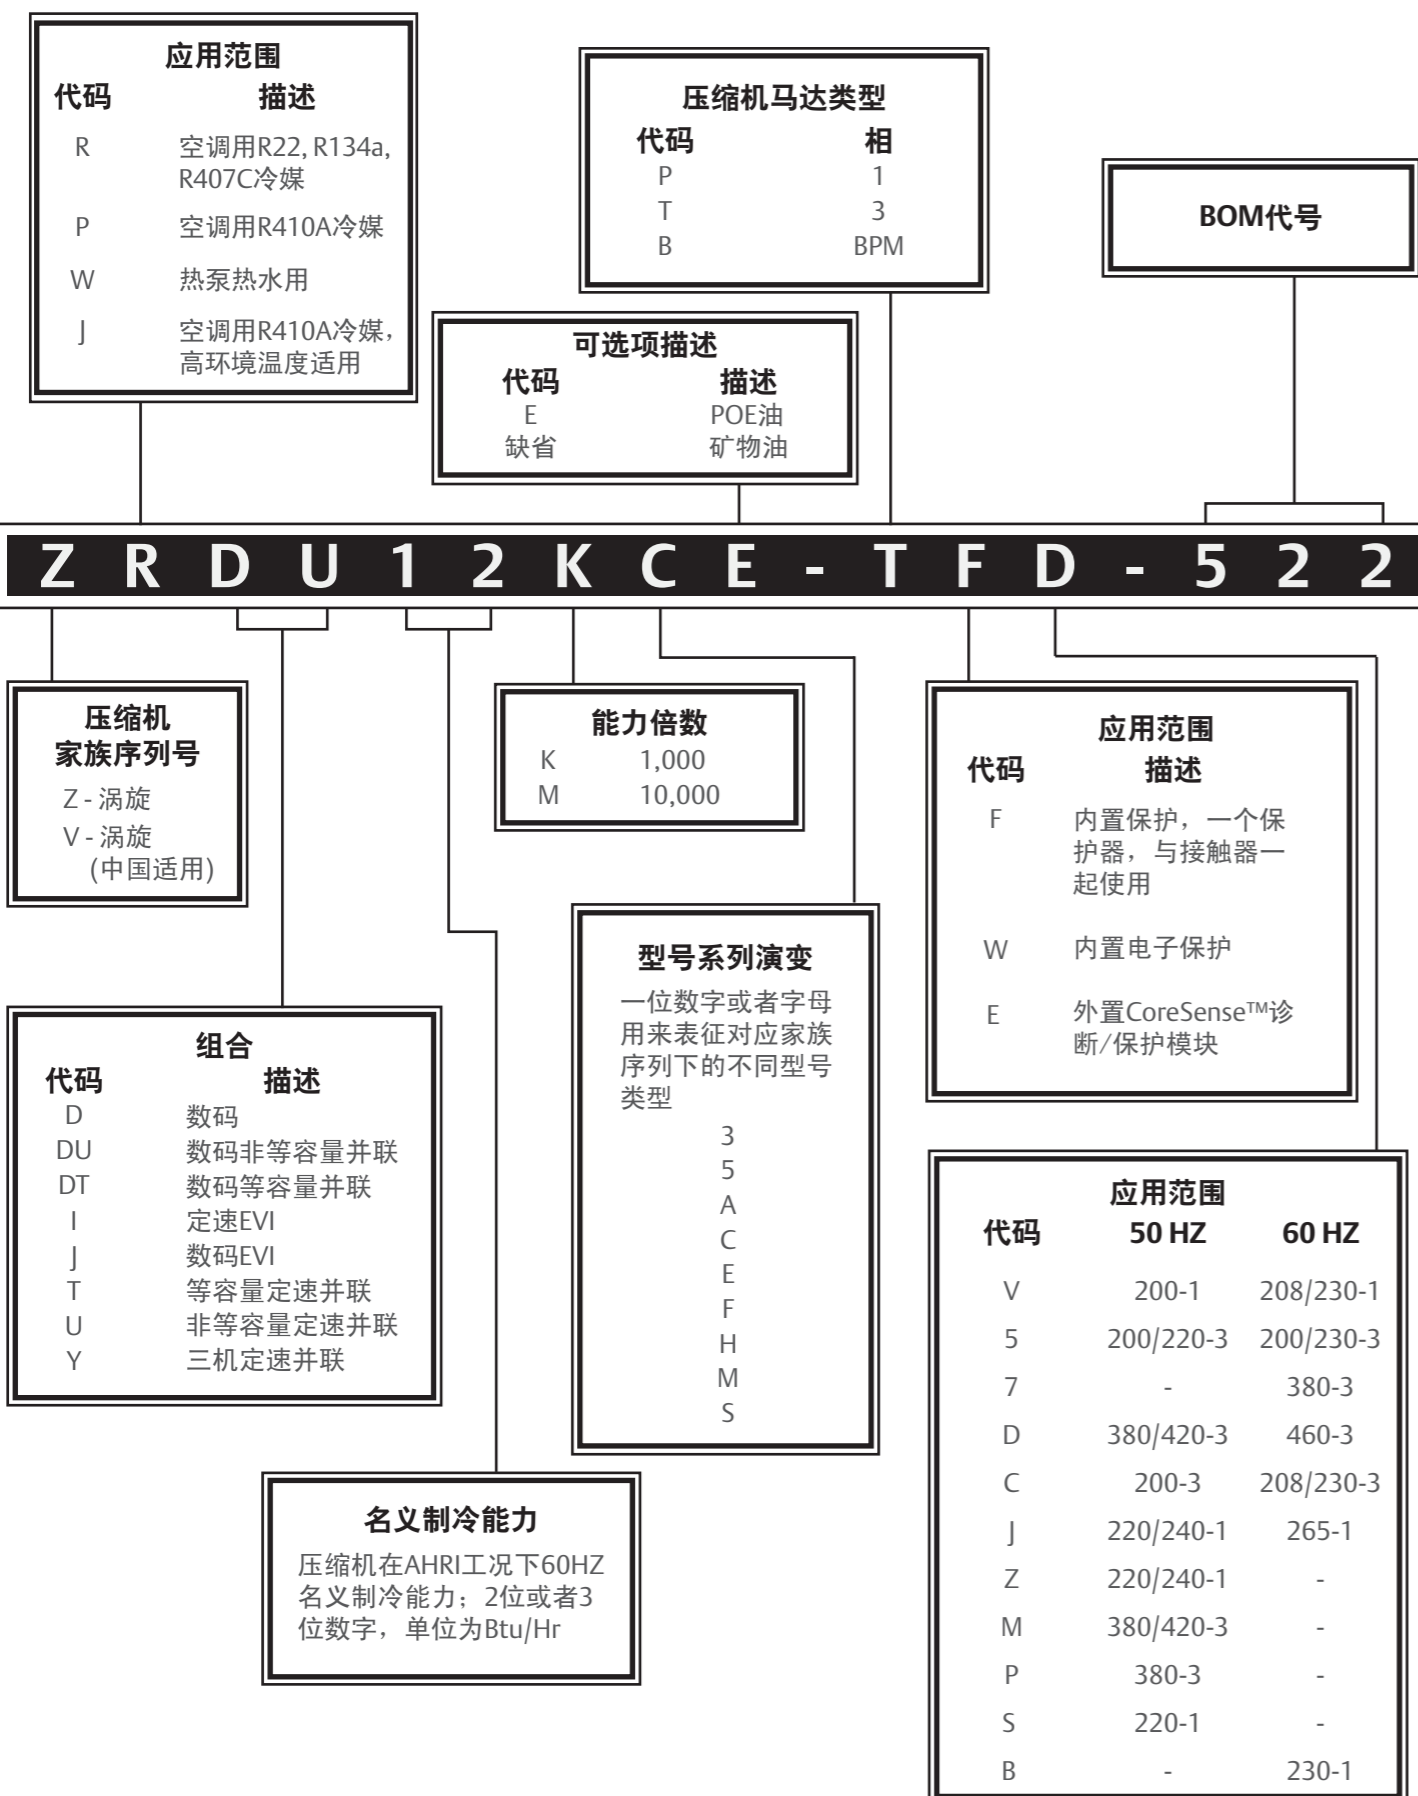 应用范围
代码 描述
R 空调用R22, R134a,
R407C冷媒
P 空调用R410A冷媒
W 热泵热水用
J 空调用R410A冷媒，
高环境温度适用
压缩机马达类型
代码 相
P 1
T 3
B BPM
BOM代号
可选项描述
代码 描述
E POE油
缺省 矿物油
Z R D U 1 2 K C E - T F D - 5 2 2
压缩机
家族序列号
Z - 涡旋
V - 涡旋
(中国适用)
能力倍数
K 1,000
M 10,000
应用范围
代码 描述
F 内置保护，一个保
护器，与接触器一
起使用
W 内置电子保护
E 外置CoreSense™诊
断/保护模块
型号系列演变
一位数字或者字母
用来表征对应家族
序列下的不同型号
类型
3
5
A
C
E
F
H
M
S
组合
代码 描述
D 数码
DU 数码非等容量并联
DT 数码等容量并联
I 定速EVI
J 数码EVI
T 等容量定速并联
U 非等容量定速并联
Y 三机定速并联
应用范围
代码 50 HZ 60 HZ
V 200-1 208/230-1
5 200/220-3 200/230-3
7 - 380-3
D 380/420-3 460-3
C 200-3 208/230-3
J 220/240-1 265-1
Z 220/240-1 -
M 380/420-3 -
P 380-3 -
S 220-1 -
B - 230-1
名义制冷能力
压缩机在AHRI工况下60HZ
名义制冷能力；2位或者3
位数字，单位为Btu/Hr